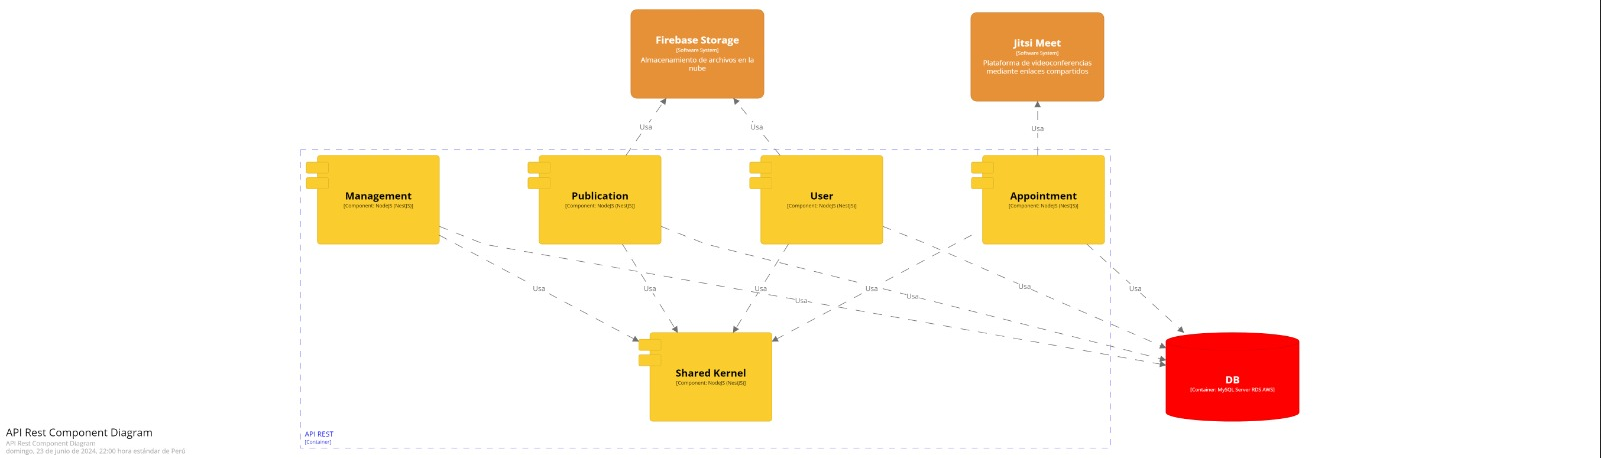 Firebase Storage
[Software System]
Almacenamiento de archivos en la
nube
Jitsi Meet
[Software System]
Plataforma de videoconferencias
mediante enlaces compartidos
Usa
Usa
Usa
Management
[Component: NodeJS (NestJS)]
Publication
[Component: NodeJS (NestJS)]
User
[Component: NodeJS (NestJS)]
Appointment
[Component: NodeJS (NestJS)]
Usa
Usa
Usa
Usa
Usa
Usa
Usa
Usa
Shared Kernel
[Component: NodeJS (NestJS)]
DB
[Container: MySQL Server RDS AWS]
API REST
[Container]
API Rest Component Diagram
API Rest Component Diagram
domingo, 23 de junio de 2024, 22:00 hora estándar de Perú